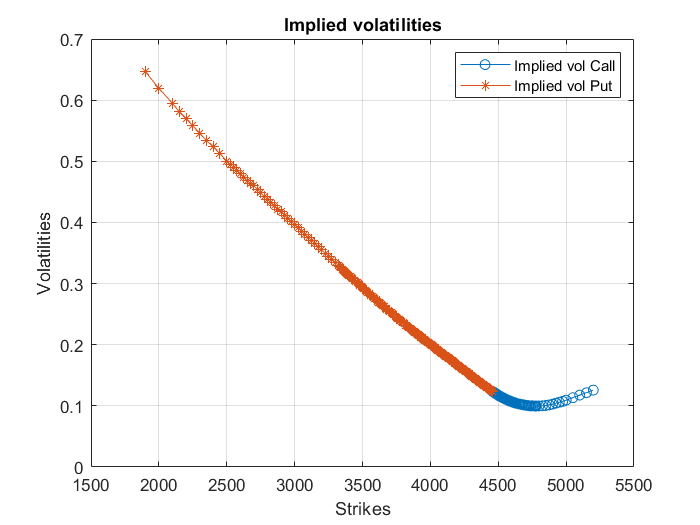 Implied volatilities
Implied vol Call
Implied vol Put
0.7
0.6
0.5
0.4
0.3
0.2
0.1
0
Volatilities
1500 2000 2500 3000 3500 4000 4500 5000 5500
Strikes